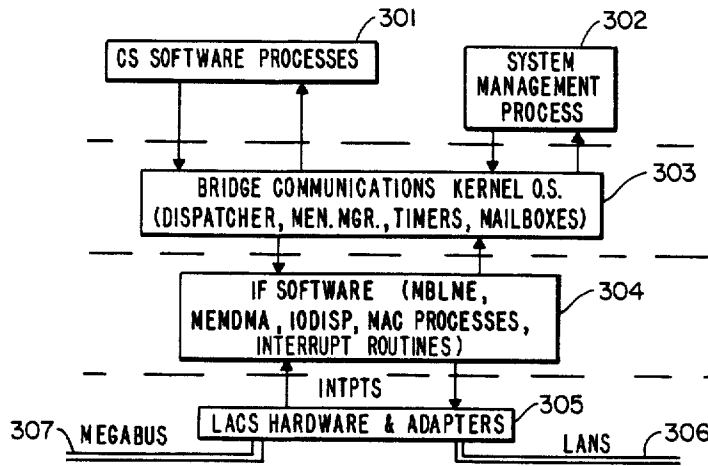 301
CS SOFTWARE PROCESSES
302
SYSTEM
MANAGEMENT
PROCESS
BRIDGE COMMUNICATIONS KERNEL O.S.
(DISPATCHER, MEN. MGR., TIMERS, MAILBOXES)
303
IF SOFTWARE (MBLME,
MEMDMA, IODISP, MAC PROCESSES,
INTERRUPT ROUTINES)
304
INTPTS
LACS HARDWARE & ADAPTERS
305
307
MEGABUS
LANS
306